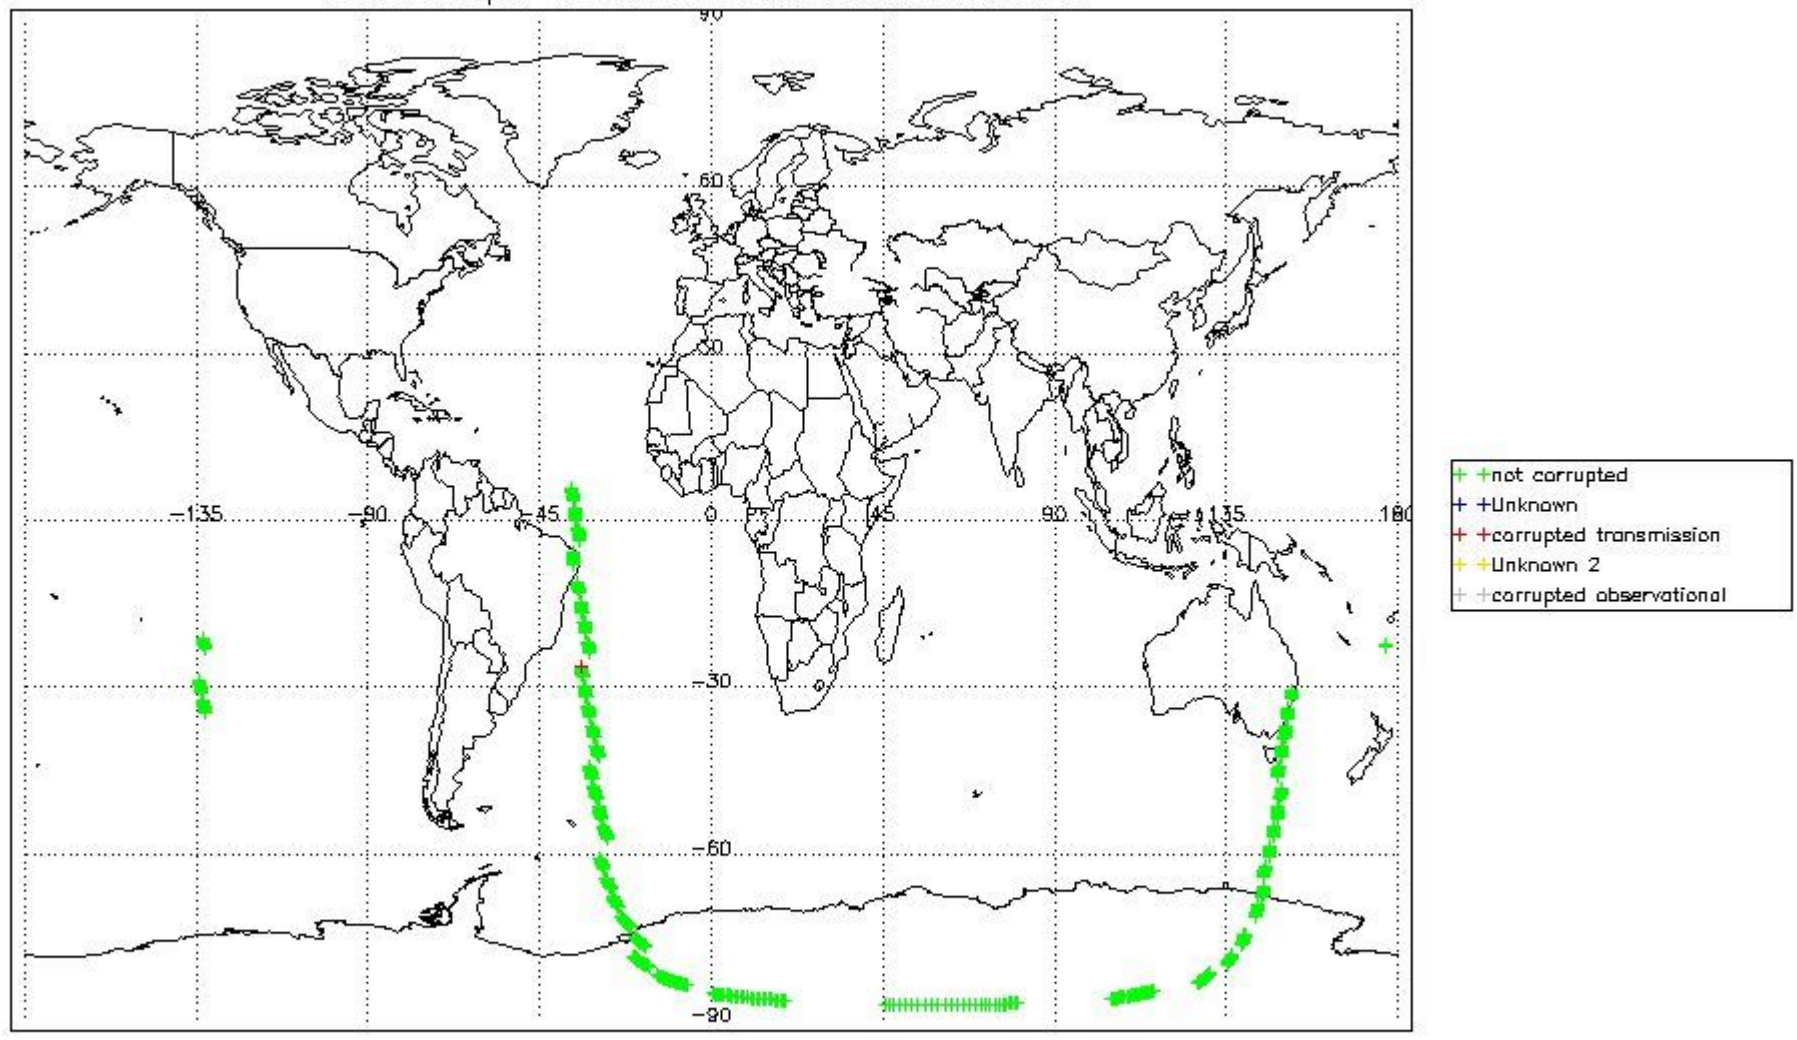 90
60
30
-135 -90 -45 0 45 90 135 180
-30
-60
-90
not corrupted
Unknown
corrupted transmission
Unknown 2
corrupted observational